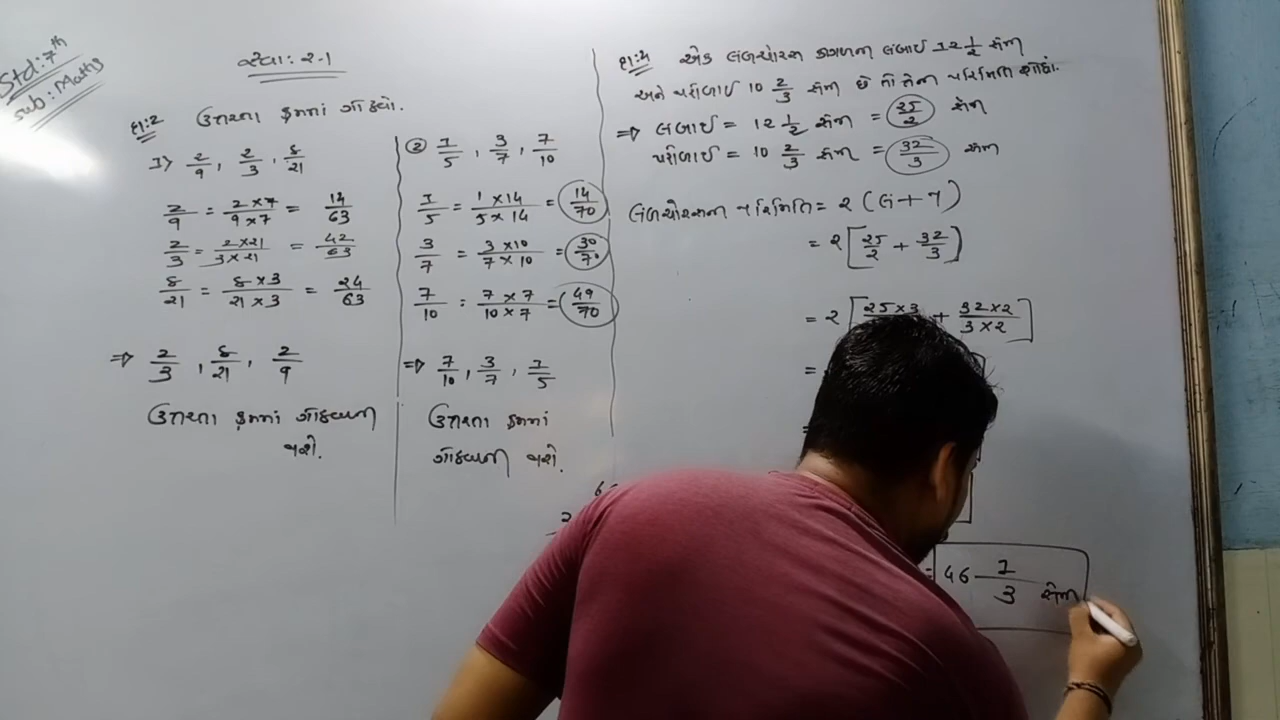 Std: 7th
Sub: Maths
સ્વા: ૨-1
દા:૨ ઉતરતા ક્રમમાં ગોઠવો.
1) 2/9 , 2/3 , 8/21
2/9 = 2×7/9×7 = 14/63
2/3 = 2×21/3×21 = 42/63
8/21 = 8×3/21×3 = 24/63
⇒ 2/3 , 8/21 , 2/9
ઉતરતા ક્રમમાં ગોઠવણી
થશે.
② 1/5 , 3/7 , 7/10
1/5 = 1×14/5×14 = 14/70
3/7 = 3×10/7×10 = 30/70
7/10 = 7×7/10×7 = 49/70
⇒ 7/10 , 3/7 , 1/5
ઉતરતા ક્રમમાં
ગોઠવણી થશે.
દા:4 એક લંબચોરસ કાગળની લંબાઈ 12 1/2 સેમી
અને પહોળાઈ 10 2/3 સેમી છે તો તેની પરિમિતિ શોધો.
⇒ લંબાઈ = 12 1/2 સેમી = 25/2 સેમી
પહોળાઈ = 10 2/3 સેમી = 32/3 સેમી
લંબચોરસની પરિમિતિ = 2 (લં + પ)
= 2 [25/2 + 32/3]
= 2 [25×3 + 32×2/3×2]
=
= 46 1/3 સેમી